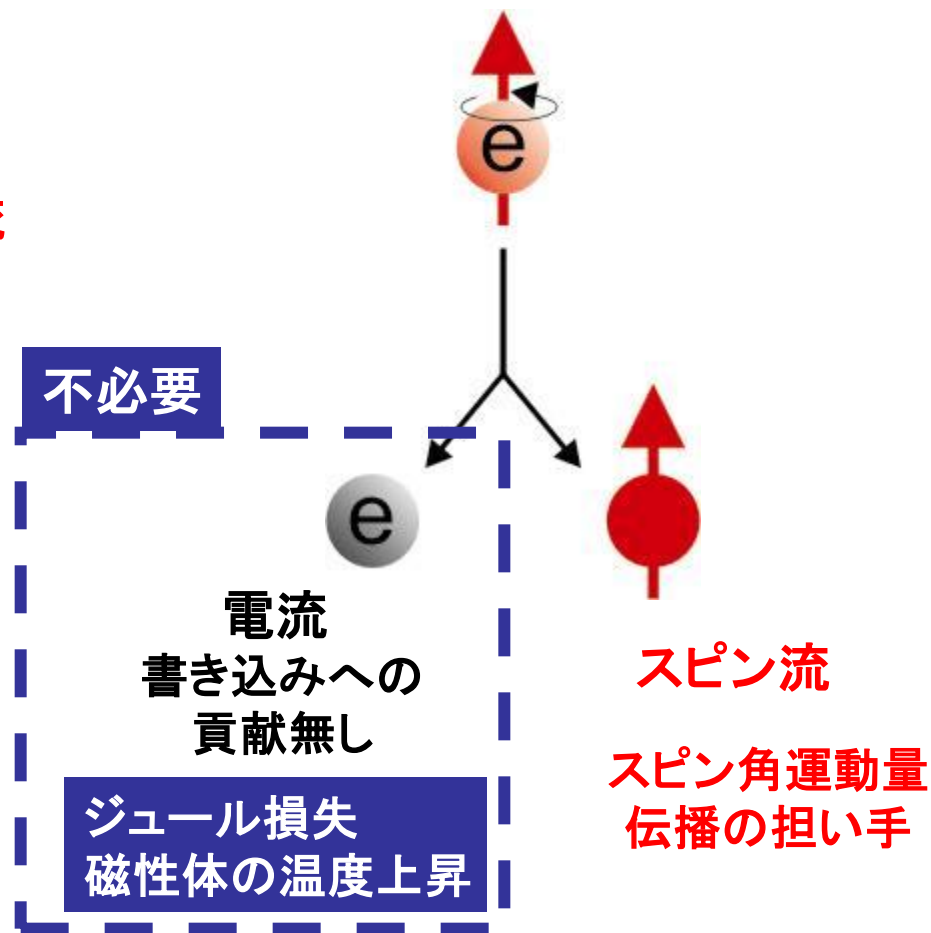 e
不必要
e
電流
書き込みへの
貢献無し
ジュール損失
磁性体の温度上昇
スピン流
スピン角運動量
伝播の担い手